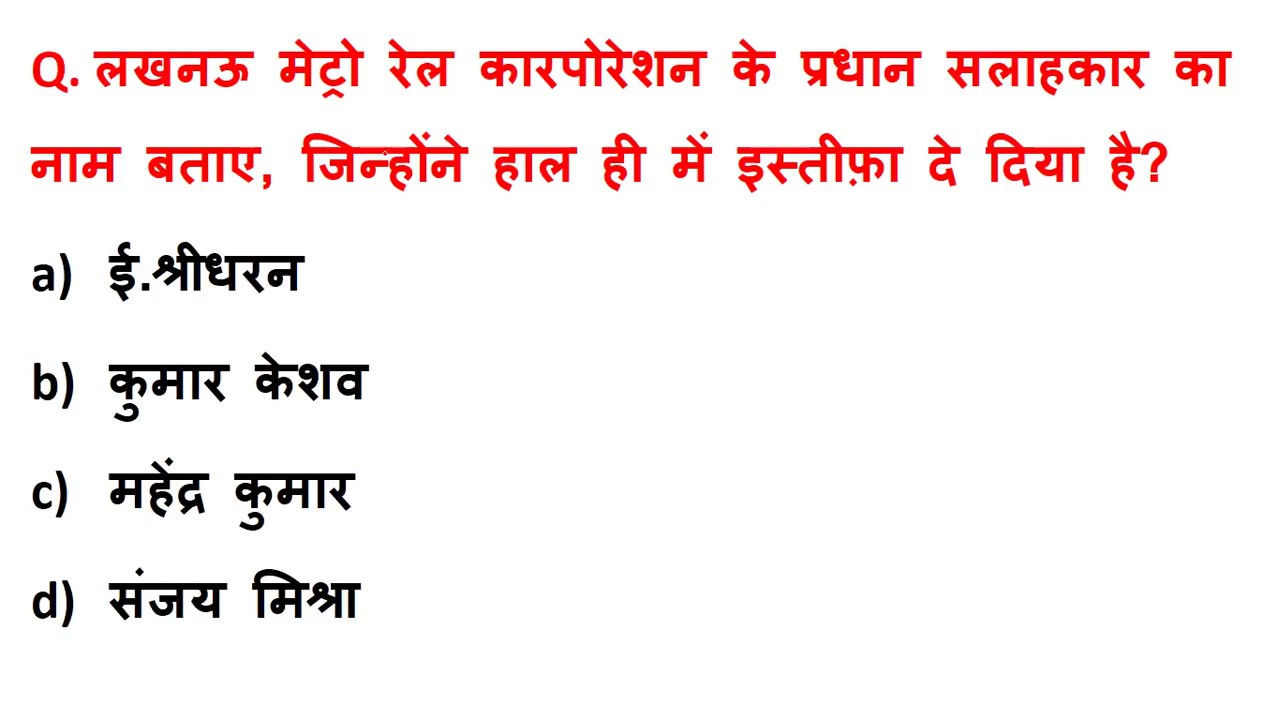 Q. लखनऊ मेट्रो रेल कारपोरेशन के प्रधान सलाहकार का
नाम बताए, जिन्होंने हाल ही में इस्तीफ़ा दे दिया है?
a) ई.श्रीधरन
b) कुमार केशव
c) महेंद्र कुमार
d) संजय मिश्रा